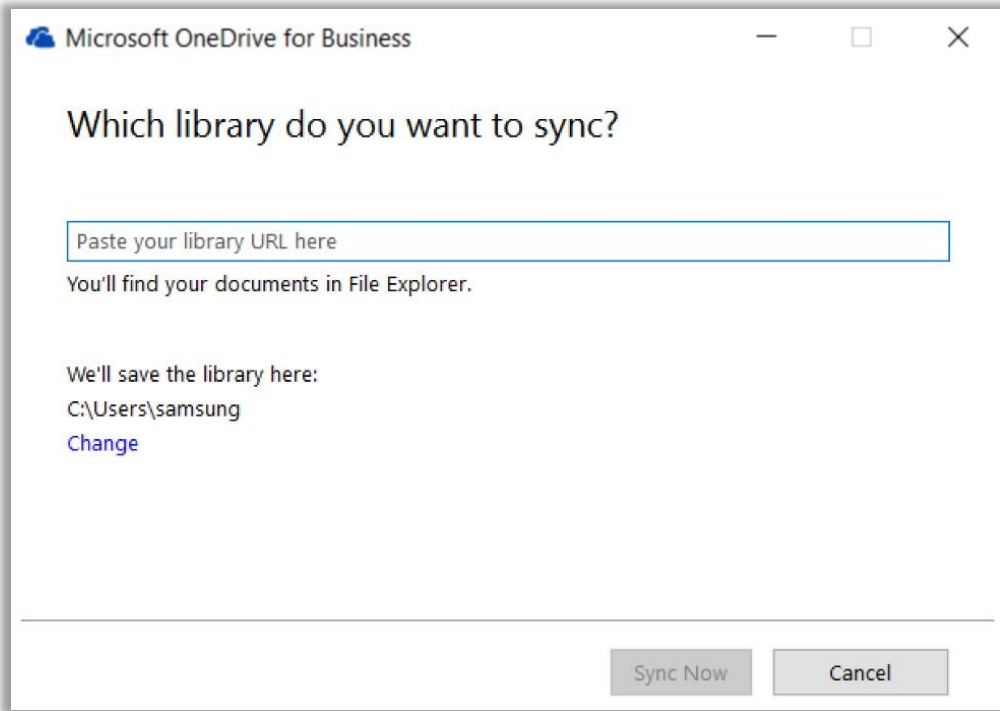 Microsoft OneDrive for Business
Which library do you want to sync?
Paste your library URL here
You'll find your documents in File Explorer.
We'll save the library here:
C:\Users\samsung
Change
Sync Now
Cancel